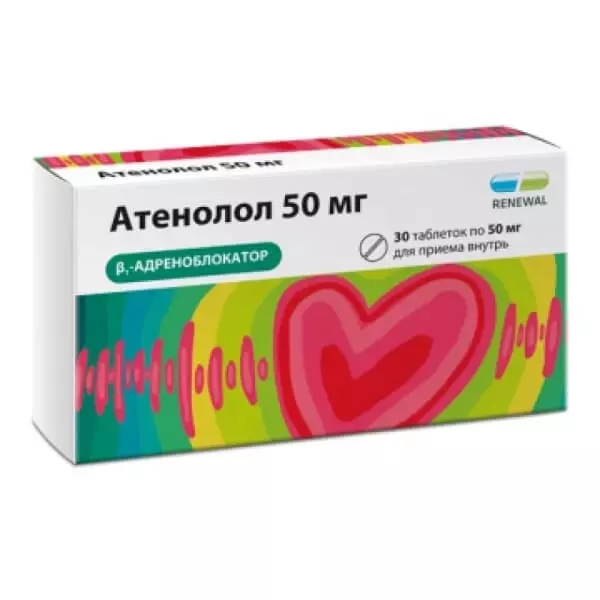 Атенолол 50 мг
Атенолол 50 мг
RENEWAL
β₁-АДРЕНОБЛОКАТОР
30 таблеток по 50 мг
для приема внутрь